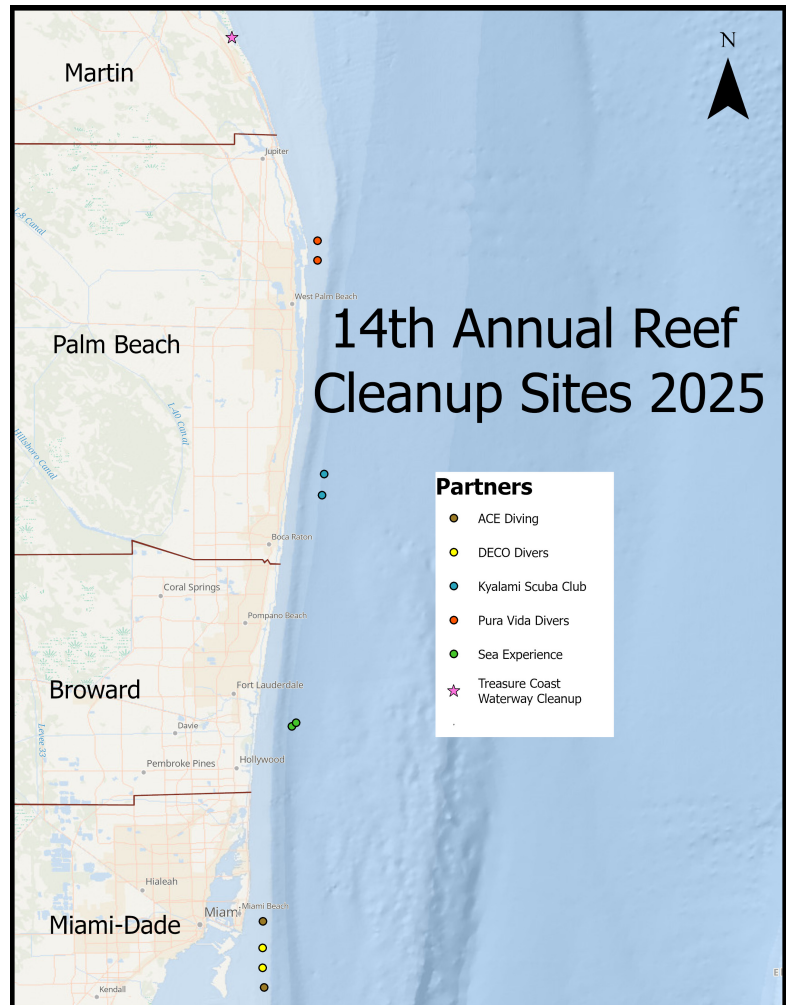 N
Martin
Jupiter
L-8 Canal
West Palm Beach
14th Annual Reef
Cleanup Sites 2025
Palm Beach
L-40 Canal
Hillsboro Canal
Partners
ACE Diving
DECO Divers
Kyalami Scuba Club
Pura Vida Divers
Sea Experience
Treasure Coast
Waterway Cleanup
Boca Raton
Coral Springs
Pompano Beach
Broward
Fort Lauderdale
Davie
Levee 33
Pembroke Pines
Hollywood
Hialeah
Miami Beach
Miami
Miami-Dade
Kendall